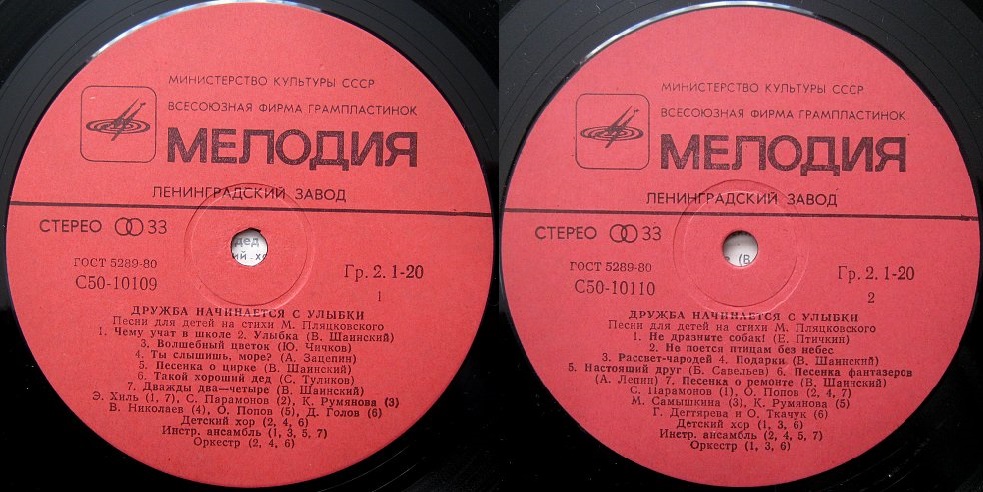 МИНИСТЕРСТВО КУЛЬТУРЫ СССР
ВСЕСОЮЗНАЯ ФИРМА ГРАМПЛАСТИНОК
МЕЛОДИЯ
ЛЕНИНГРАДСКИЙ ЗАВОД
СТЕРЕО 33
ГОСТ 5289-80
С50-10109
Гр. 2. 1-20
1
ДРУЖБА НАЧИНАЕТСЯ С УЛЫБКИ
Песни для детей на стихи М. Пляцковского
1. Чему учат в школе 2. Улыбка (В. Шаинский)
3. Волшебный цветок (Ю. Чичков)
4. Ты слышишь, море? (А. Зацепин)
5. Песенка о цирке (В. Шаинский)
6. Такой хороший дед (С. Туликов)
7. Дважды два—четыре (В. Шаинский)
Э. Хиль (1, 7), С. Парамонов (2), К. Румянова (3)
В. Николаев (4), О. Попов (5), Д. Голов (6)
Детский хор (2, 4, 6)
Инстр. ансамбль (1, 3, 5, 7)
Оркестр (2, 4, 6)
дед
МИНИСТЕРСТВО КУЛЬТУРЫ СССР
ВСЕСОЮЗНАЯ ФИРМА ГРАМПЛАСТИНОК
МЕЛОДИЯ
ЛЕНИНГРАДСКИЙ ЗАВОД
СТЕРЕО 33
ГОСТ 5289-80
С50-10110
Гр. 2. 1-20
2
ДРУЖБА НАЧИНАЕТСЯ С УЛЫБКИ
Песни для детей на стихи М. Пляцковского
1. Не дразните собак! (Е. Птичкин)
2. Не поется птицам без небес
3. Рассвет-чародей 4. Подарки (В. Шаинский)
5. Настоящий друг (Б. Савельев) 6. Песенка фантазеров
(А. Лепин) 7. Песенка о ремонте (В. Шаинский)
С. Парамонов (1), О. Попов (2, 4, 7)
М. Самышкина (3), К. Румянова (5)
Г. Дегтярева и О. Ткачук (6)
Детский хор (1, 3, 6)
Инстр. ансамбль (2, 4, 5, 7)
Оркестр (1, 3, 6)